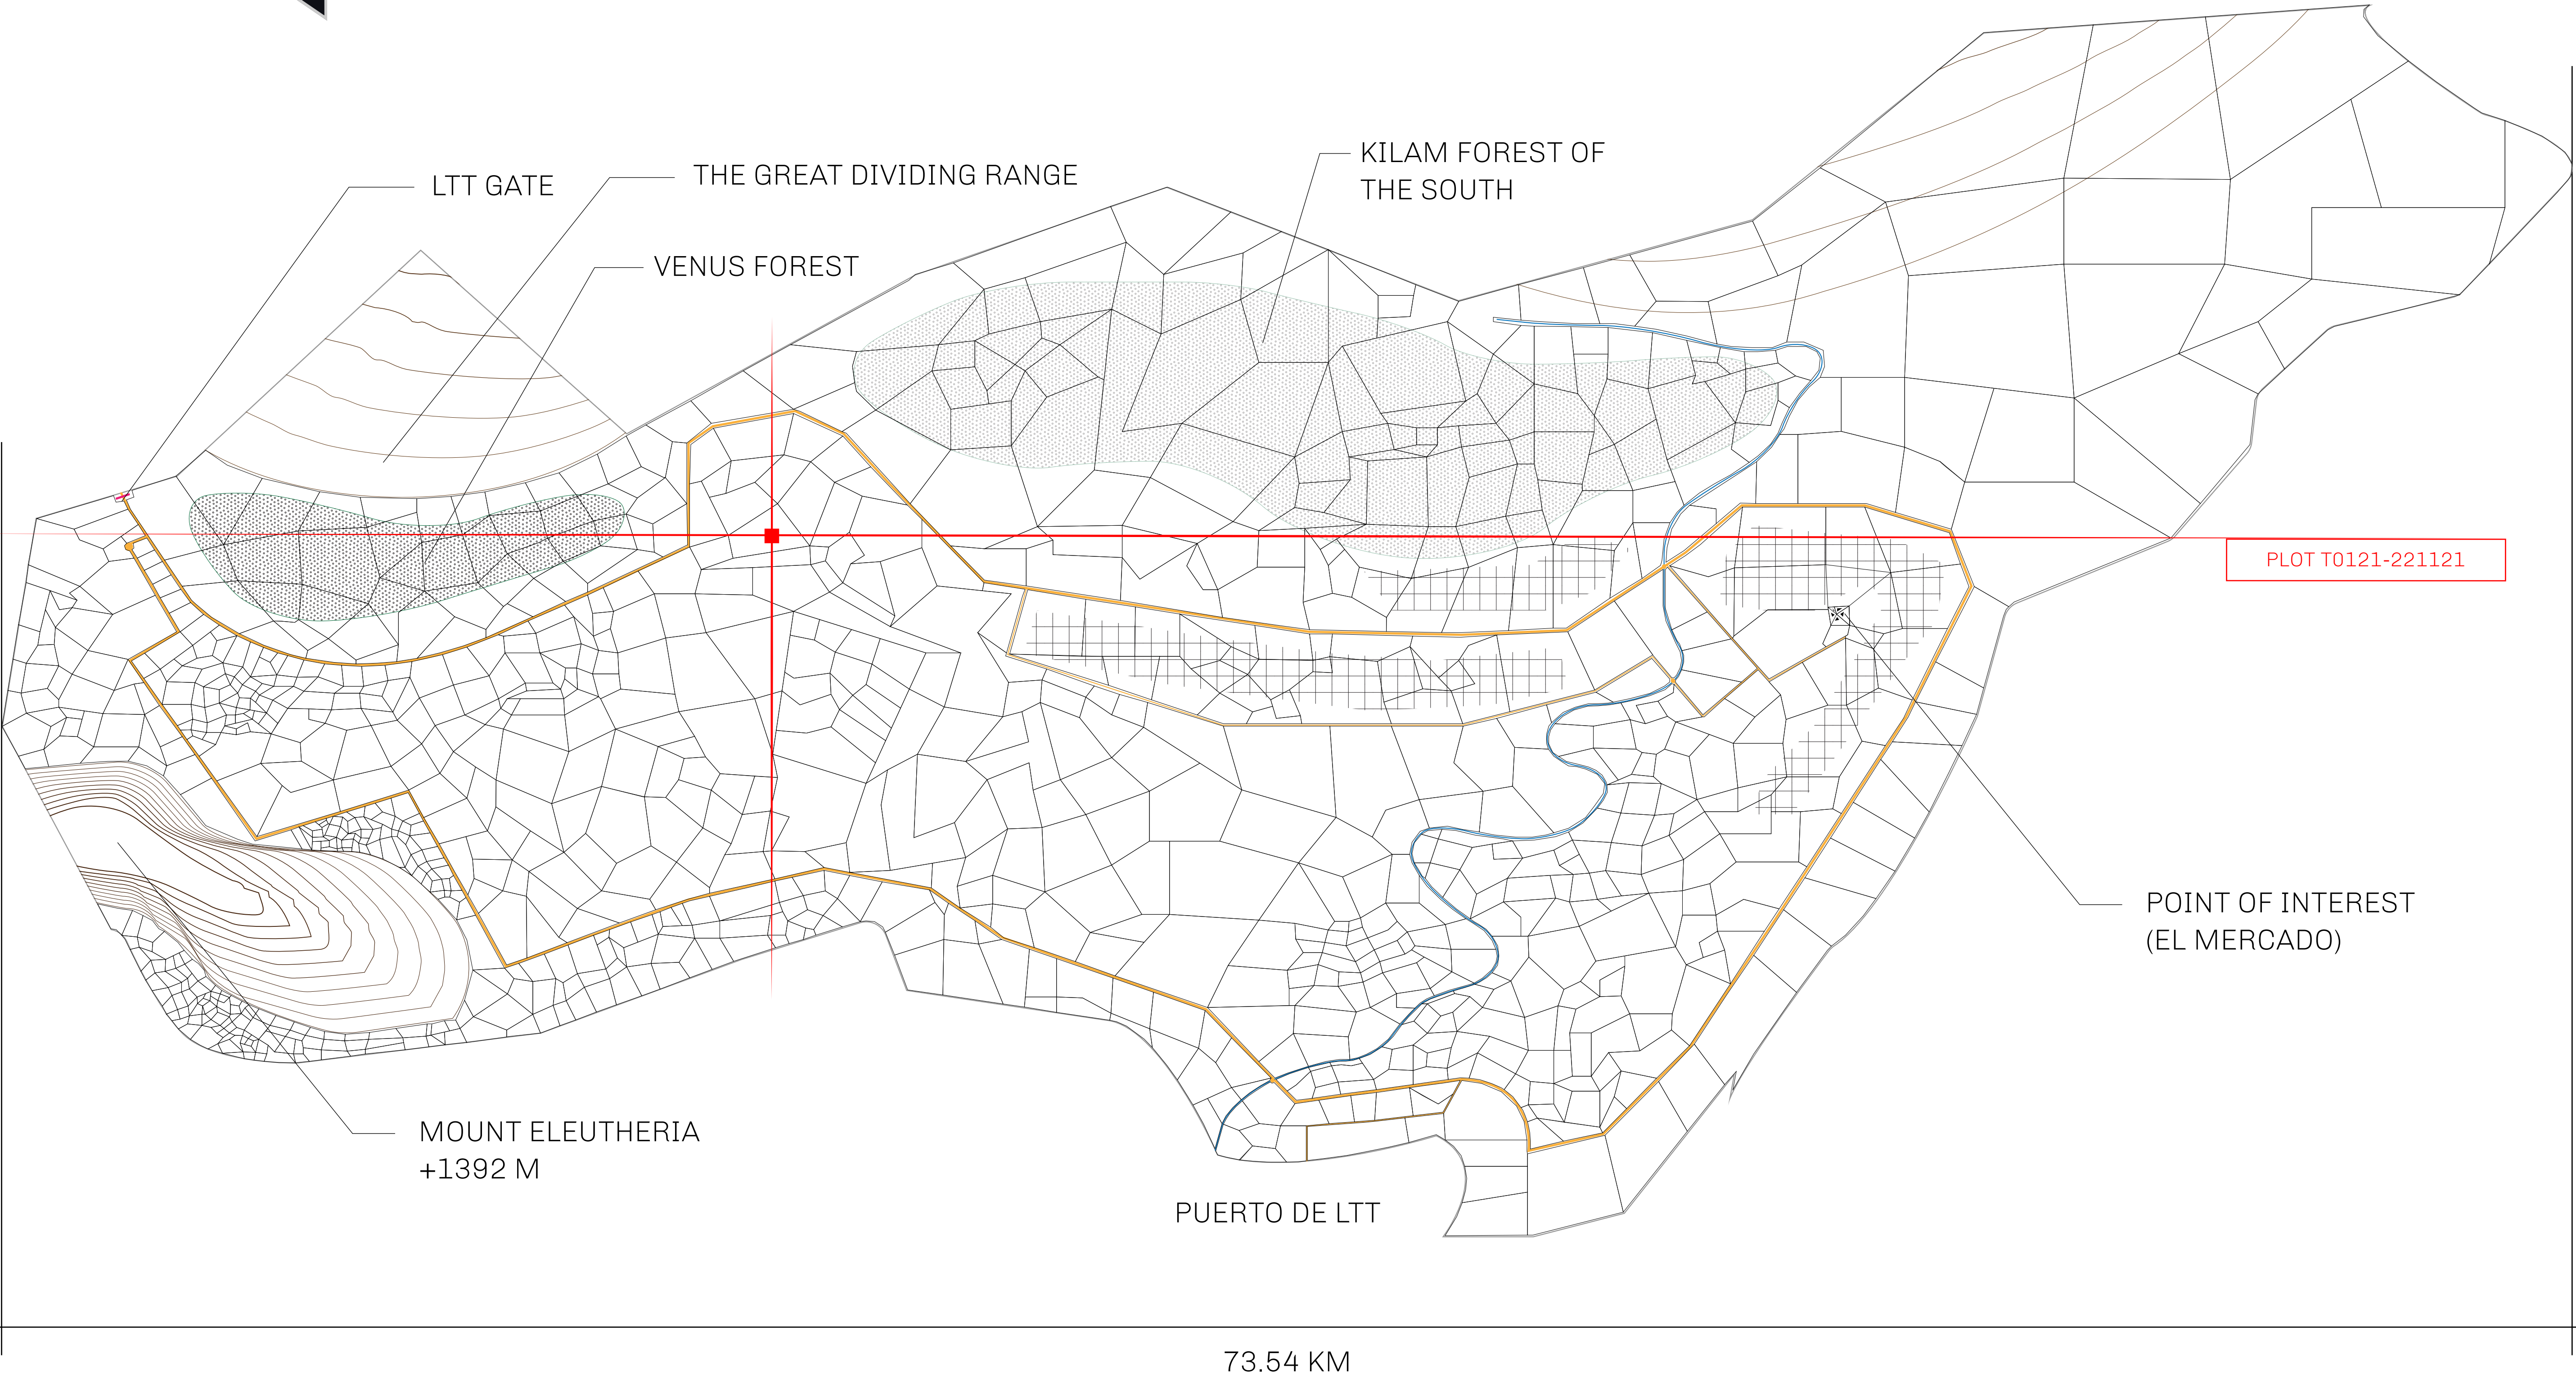 KILAM FOREST OF
THE SOUTH
LTT GATE
THE GREAT DIVIDING RANGE
VENUS FOREST
PLOT T0121-221121
POINT OF INTEREST
(EL MERCADO)
MOUNT ELEUTHERIA
+1392 M
PUERTO DE LTT
73.54 KM